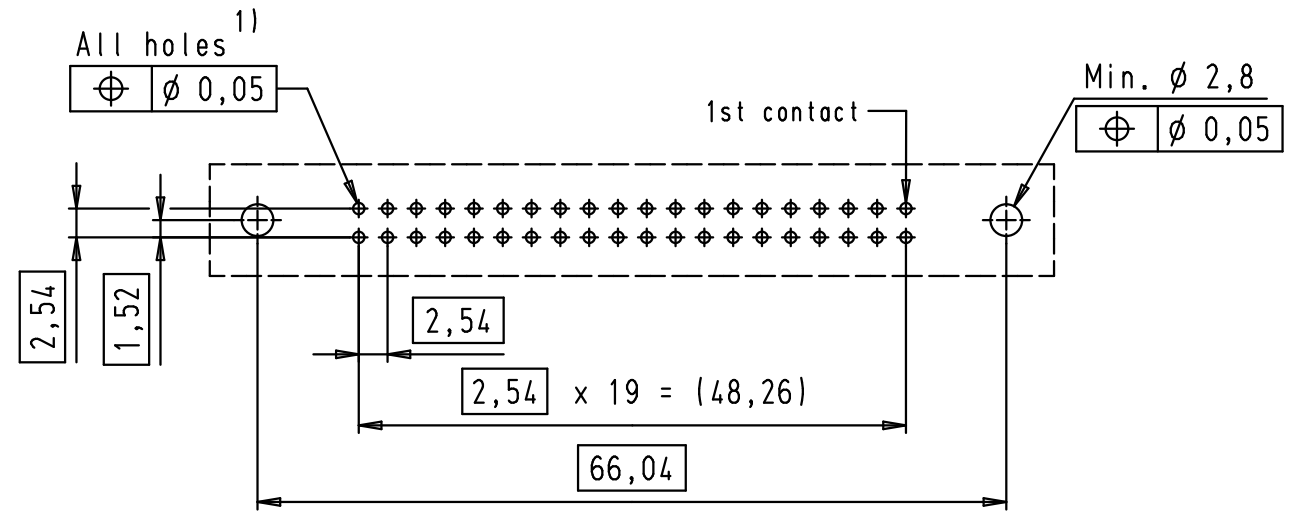 All holes 1)
⌖ ø 0,05
1st contact
Min. ø 2,8
⌖ ø 0,05
2,54
1,52
2,54
2,54 x 19 = (48,26)
66,04